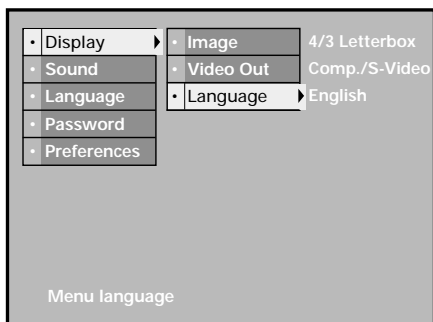 • Display • Image 4/3 Letterbox
• Sound • Video Out Comp./S-Video
• Language • Language English
• Password
• Preferences
Menu language